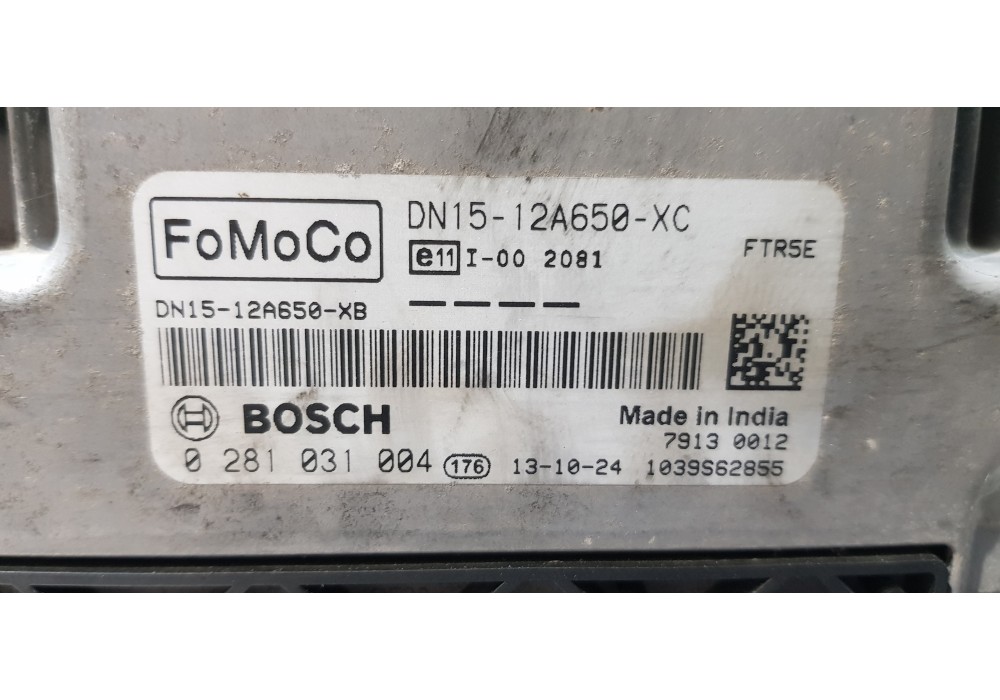 FoMoCo
DN15-12A650-XC
e11 I-00 2081
FTR5E
DN15-12A650-XB
BOSCH
Made in India
7913 0012
0 281 031 004 176 13-10-24 1039S62855